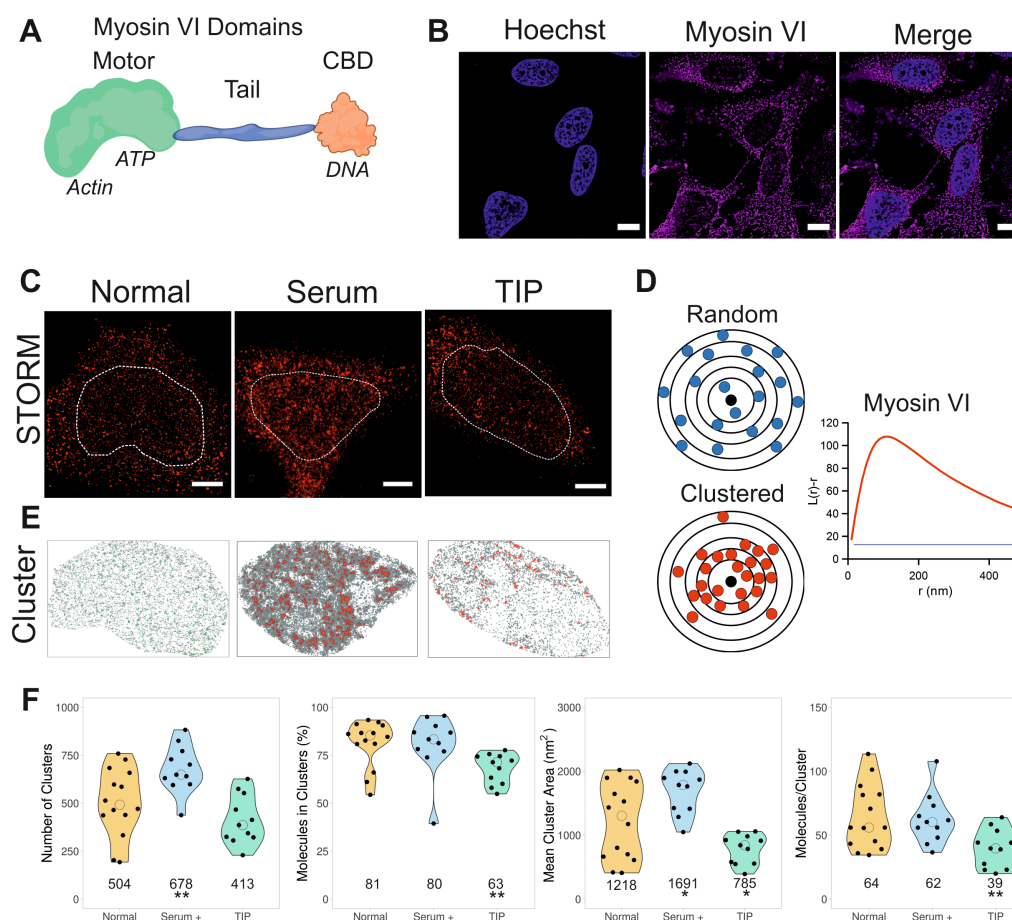 A
Myosin VI Domains
Motor
Tail
CBD
ATP
Actin
DNA
B
Hoechst
Myosin VI
Merge
C
Normal
Serum
TIP
STORM
D
Random
Clustered
Myosin VI
L(r)-r
120
100
80
60
40
20
0
0 200 400
r (nm)
E
Cluster
F
Number of Clusters
1000
750
500
250
0
504 678 413
**
Normal Serum + TIP
Molecules in Clusters (%)
100
75
50
25
0
81 80 63
**
Normal Serum + TIP
Mean Cluster Area (nm²)
3000
2000
1000
0
1218 1691 785
* *
Normal Serum + TIP
Molecules/Cluster
150
100
50
0
64 62 39
**
Normal Serum + TIP